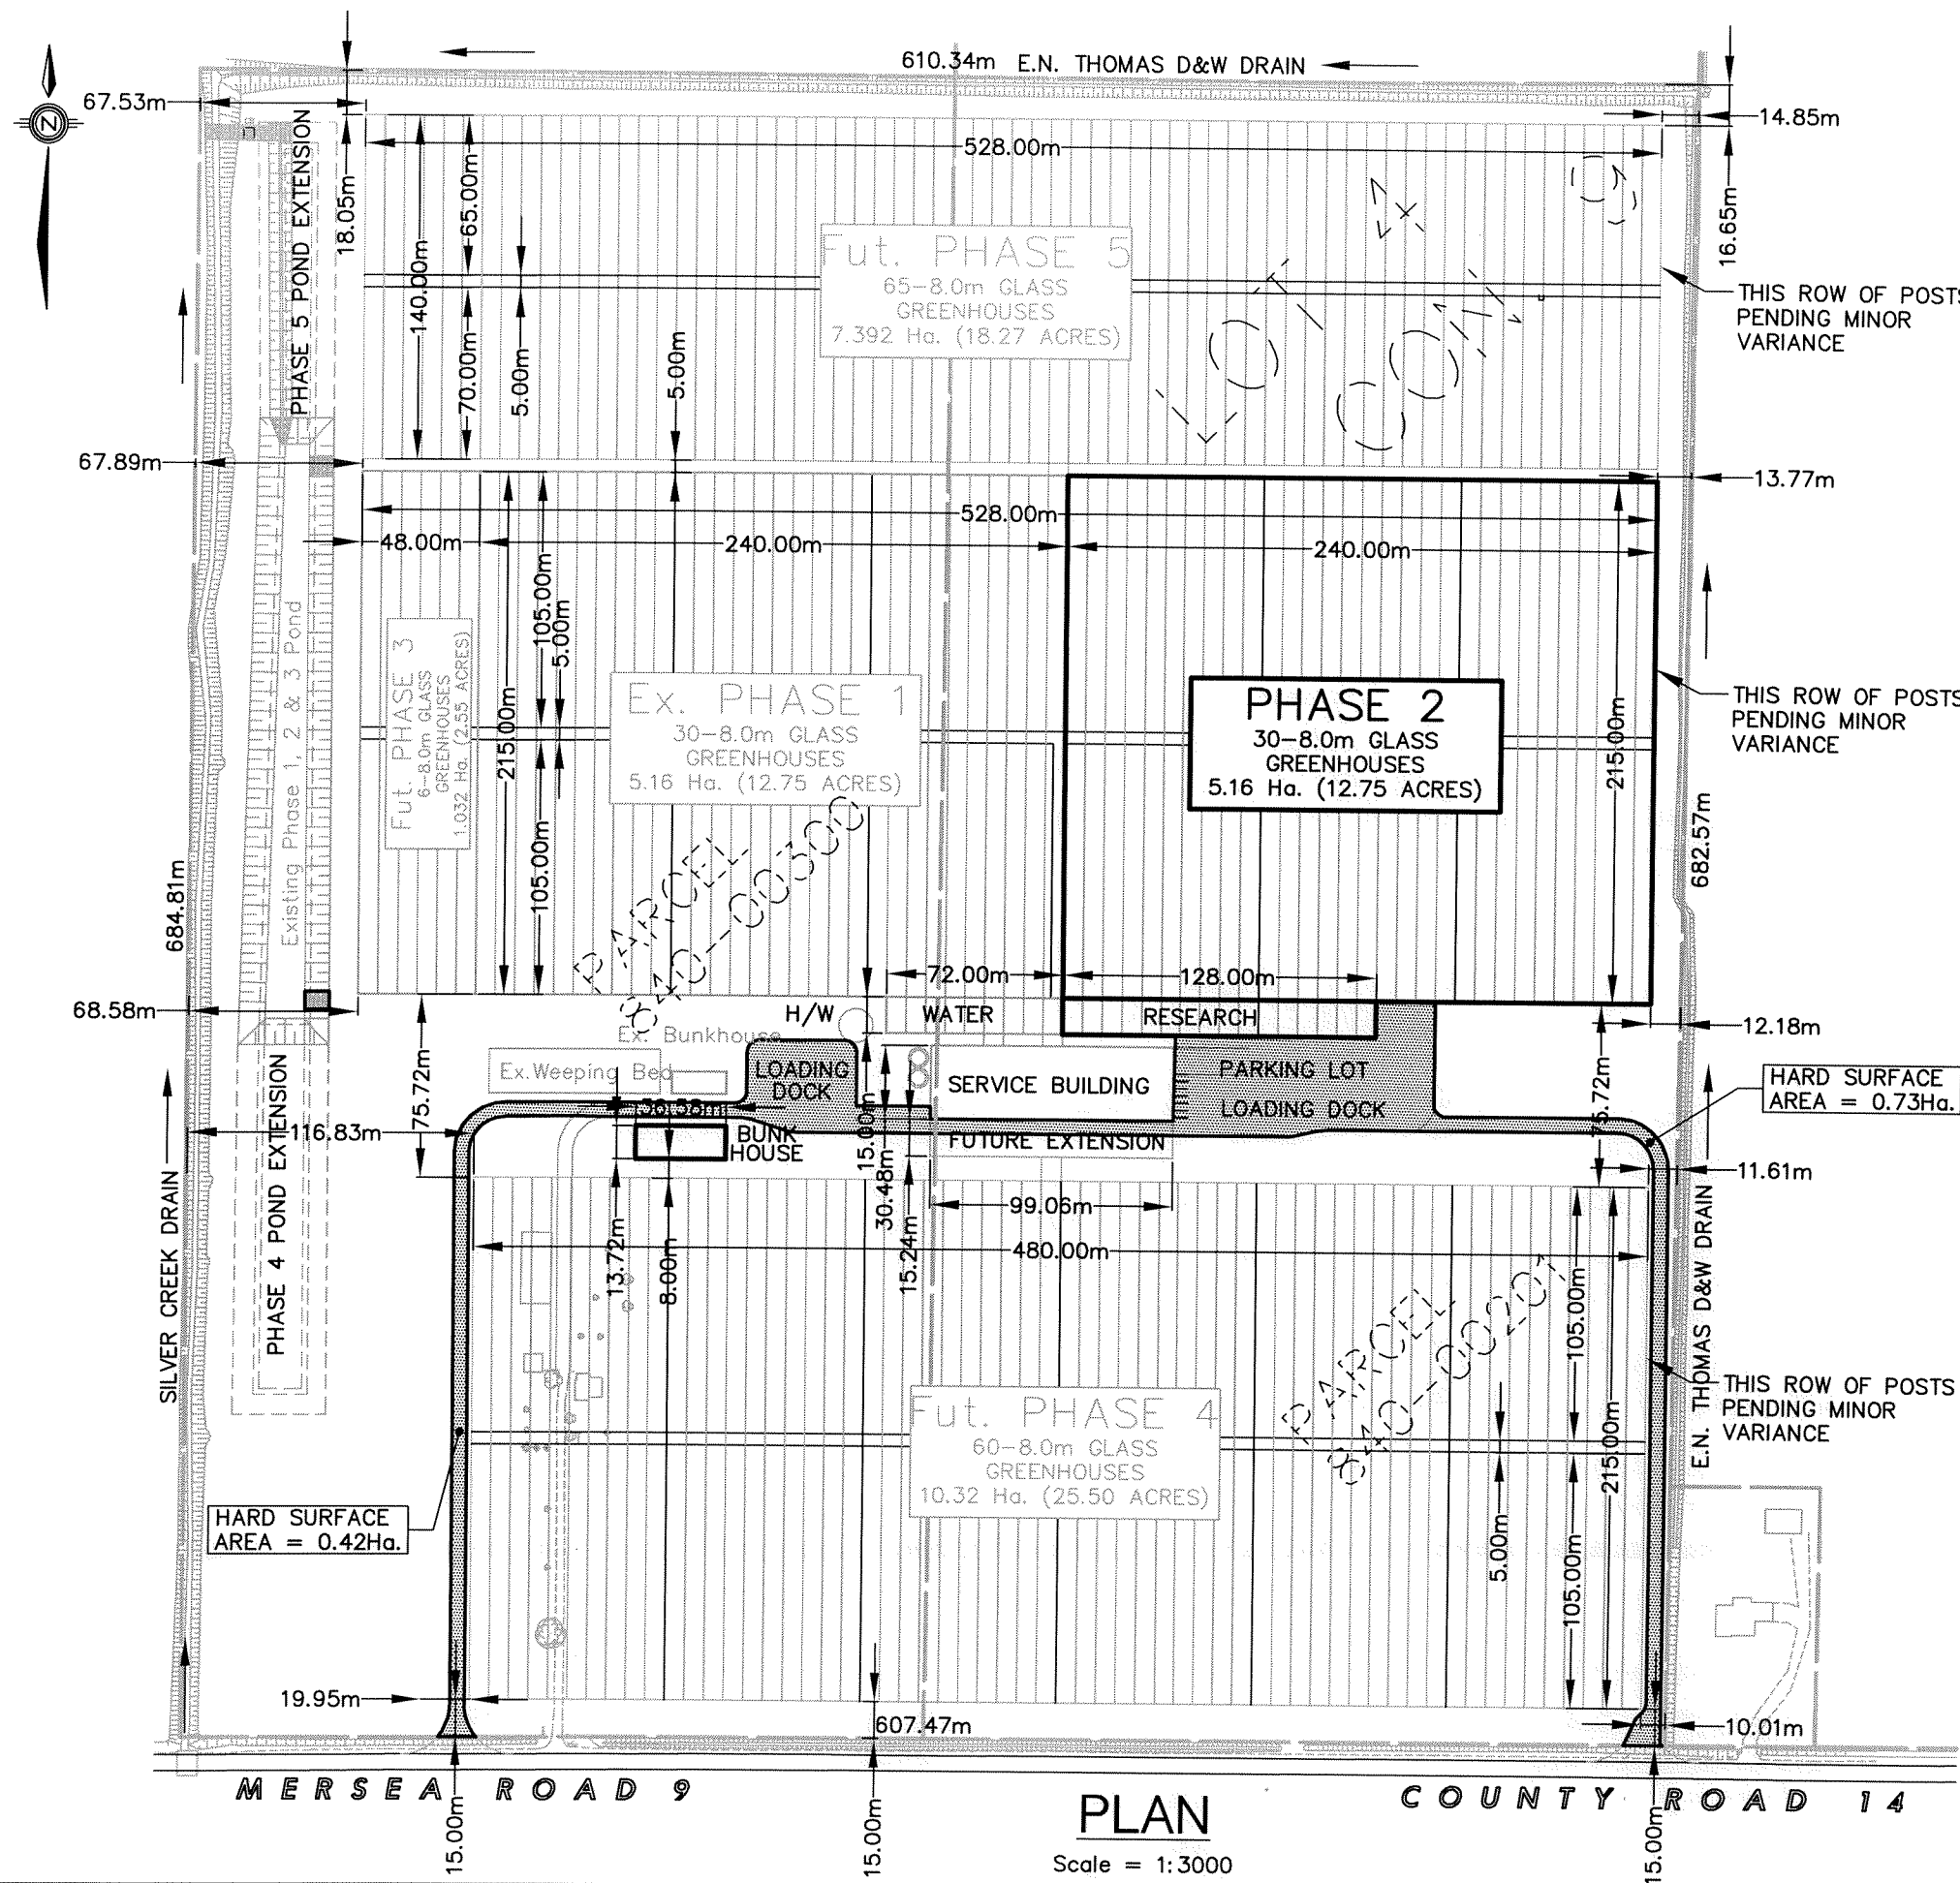 610.34m E.N. THOMAS D&W DRAIN
67.53m
N
14.85m
528.00m
PHASE 5 POND EXTENSION
18.05m
140.00m
65.00m
70.00m
5.00m
5.00m
16.65m
Fut. PHASE 5
65-8.0m GLASS
GREENHOUSES
7.392 Ha. (18.27 ACRES)
THIS ROW OF POSTS
PENDING MINOR
VARIANCE
67.89m
13.77m
528.00m
48.00m
240.00m
240.00m
105.00m
5.00m
215.00m
105.00m
Existing Phase 1, 2 & 3 Pond
Fut. PHASE 3
6-8.0m GLASS
GREENHOUSES
1.032 Ha. (2.55 ACRES)
Ex. PHASE 1
30-8.0m GLASS
GREENHOUSES
5.16 Ha. (12.75 ACRES)
PHASE 2
30-8.0m GLASS
GREENHOUSES
5.16 Ha. (12.75 ACRES)
215.00m
THIS ROW OF POSTS
PENDING MINOR
VARIANCE
682.57m
684.81m
PARCEL
840-00300
72.00m
128.00m
68.58m
H/W
WATER
RESEARCH
12.18m
Ex. Bunkhouse
Ex.Weeping Bed
LOADING
DOCK
SERVICE BUILDING
PARKING LOT
LOADING DOCK
HARD SURFACE
AREA = 0.73Ha.
75.72m
75.72m
36.58m
116.83m
BUNK
HOUSE
15.00m
30.48m
FUTURE EXTENSION
11.61m
99.06m
13.72m
8.00m
15.24m
480.00m
SILVER CREEK DRAIN
PHASE 4 POND EXTENSION
E.N. THOMAS D&W DRAIN
PARCEL
105.00m
215.00m
THIS ROW OF POSTS
PENDING MINOR
VARIANCE
Fut. PHASE 4
60-8.0m GLASS
GREENHOUSES
10.32 Ha. (25.50 ACRES)
5.00m
105.00m
HARD SURFACE
AREA = 0.42Ha.
19.95m
607.47m
10.01m
MERSEA ROAD 9
COUNTY ROAD 14
15.00m
15.00m
15.00m
PLAN
Scale = 1:3000